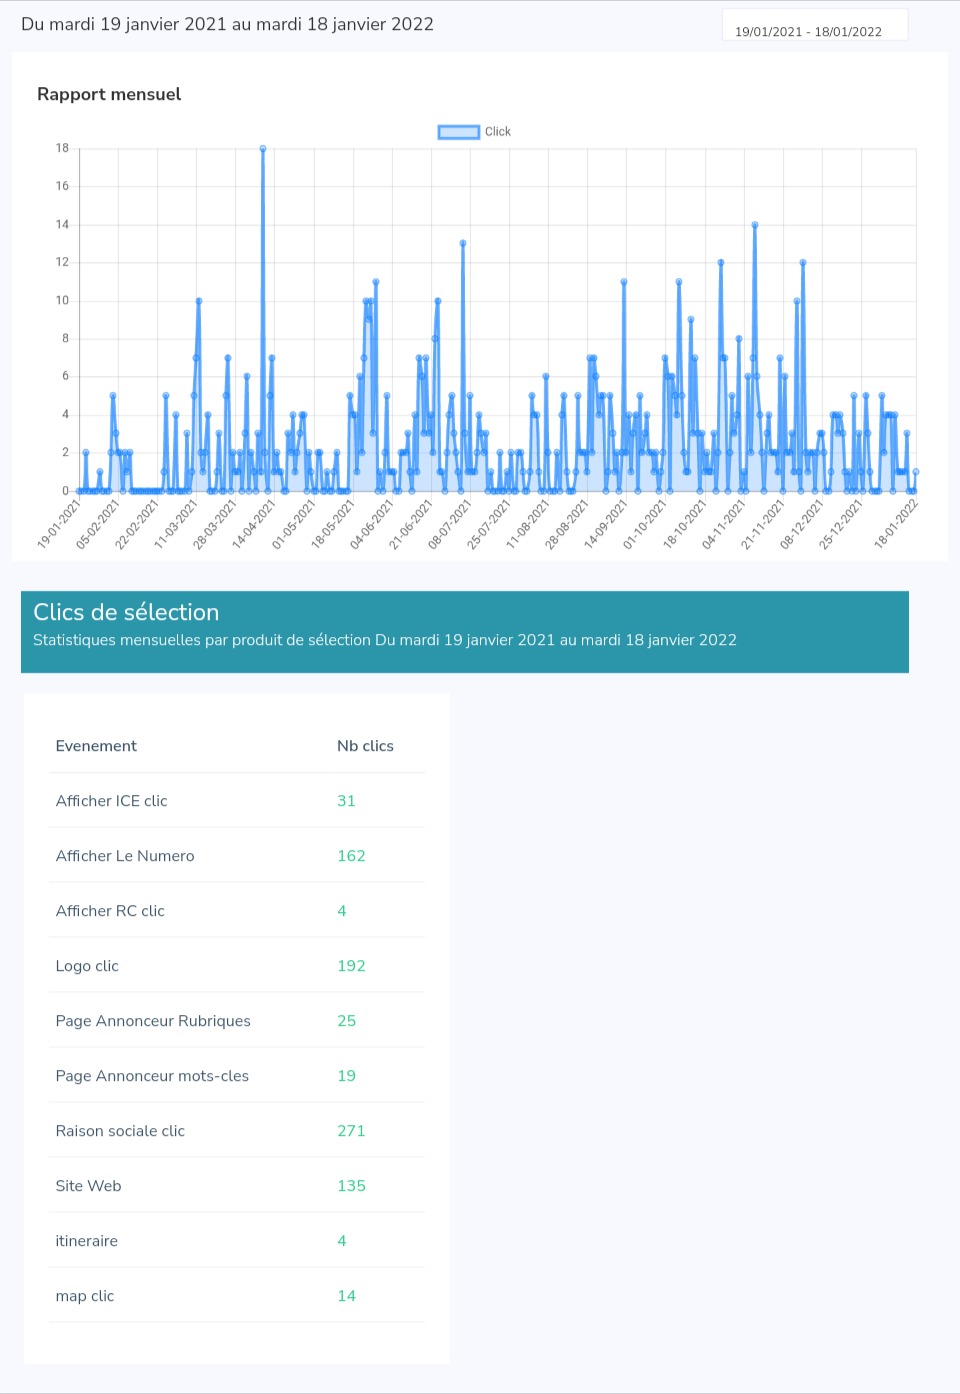 Du mardi 19 janvier 2021 au mardi 18 janvier 2022
19/01/2021 - 18/01/2022
Rapport mensuel
Click
18
16
14
12
10
8
6
4
2
0
19-01-2021
05-02-2021
22-02-2021
11-03-2021
28-03-2021
14-04-2021
01-05-2021
18-05-2021
04-06-2021
21-06-2021
08-07-2021
25-07-2021
11-08-2021
28-08-2021
14-09-2021
01-10-2021
18-10-2021
04-11-2021
21-11-2021
08-12-2021
25-12-2021
18-01-2022
Clics de sélection
Statistiques mensuelles par produit de sélection Du mardi 19 janvier 2021 au mardi 18 janvier 2022
Evenement Nb clics
Afficher ICE clic 31
Afficher Le Numero 162
Afficher RC clic 4
Logo clic 192
Page Annonceur Rubriques 25
Page Annonceur mots-cles 19
Raison sociale clic 271
Site Web 135
itineraire 4
map clic 14